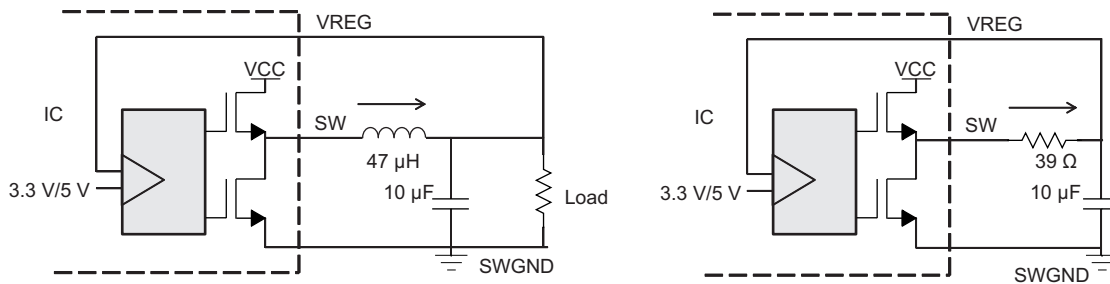 VREG
VCC
IC
SW
47 µH
3.3 V/5 V
10 µF
Load
SWGND
VREG
VCC
IC
SW
39 Ω
3.3 V/5 V
10 µF
SWGND